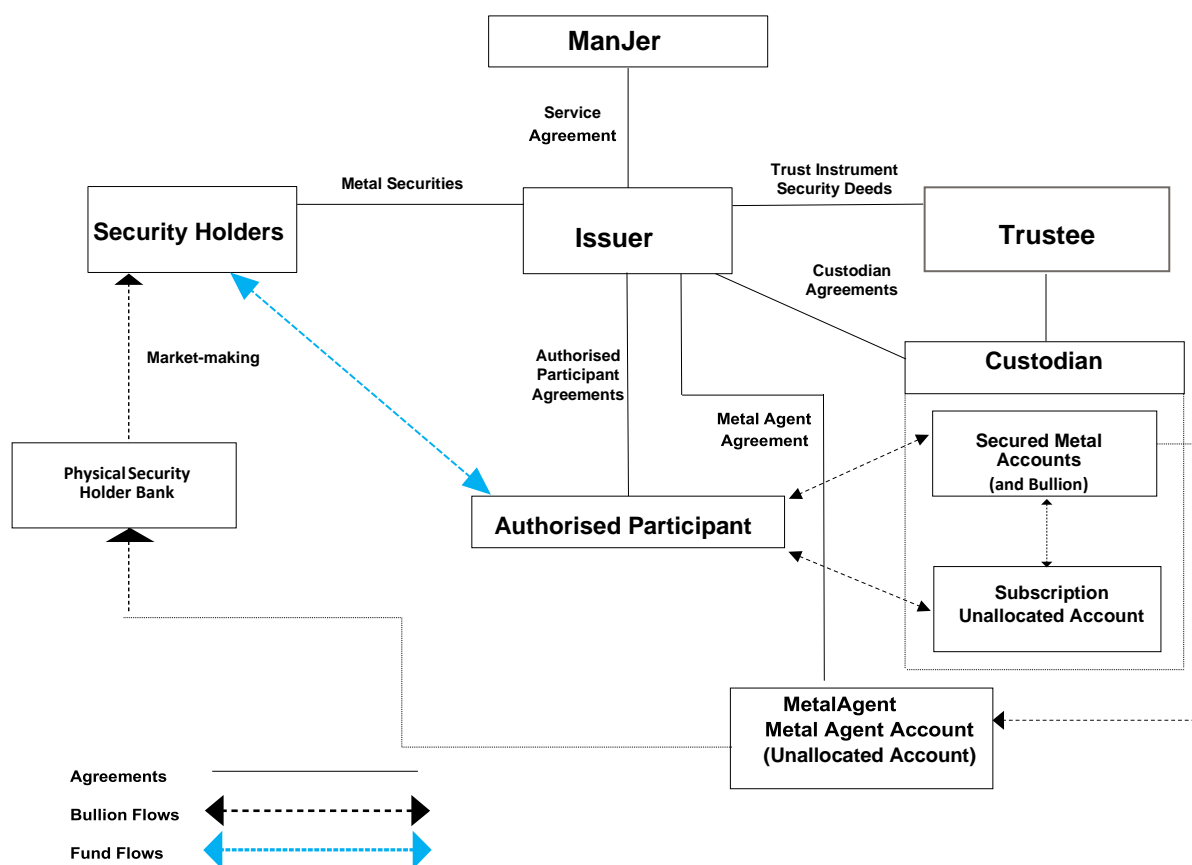 ManJer
Service
Agreement
Metal Securities
Trust Instrument
Security Deeds
Security Holders
Issuer
Trustee
Custodian
Agreements
Market-making
Authorised
Participant
Agreements
Custodian
Metal Agent
Agreement
Secured Metal
Accounts
(and Bullion)
Physical Security
Holder Bank
Authorised Participant
Subscription
Unallocated Account
MetalAgent
Metal Agent Account
(Unallocated Account)
Agreements
Bullion Flows
Fund Flows